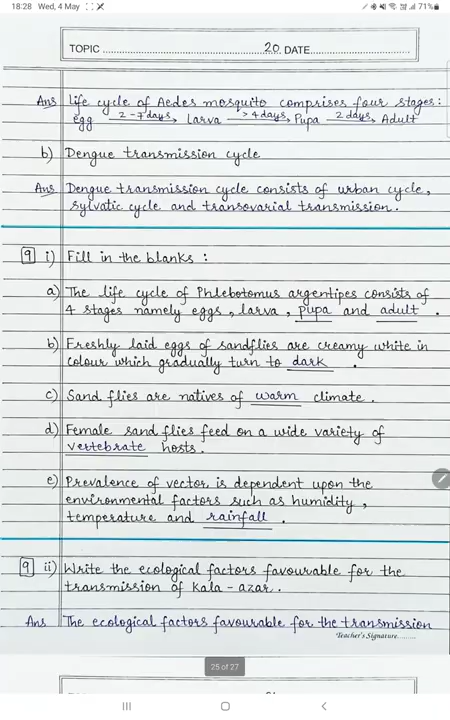 18:28 Wed, 4 May
71%
TOPIC
20. DATE
Ans Life cycle of Aedes mosquito comprises four stages:
egg 2-7 days → Larva >4 days → Pupa 2 days → Adult
b) Dengue transmission cycle
Ans Dengue transmission cycle consists of urban cycle,
sylvatic cycle and transovarial transmission.
9 i) Fill in the blanks :
a) The life cycle of Phlebotomus argentipes consists of
4 stages namely eggs, larva, pupa and adult .
b) Freshly laid eggs of sandflies are creamy white in
colour which gradually turn to dark .
c) Sand flies are natives of warm climate.
d) Female sand flies feed on a wide variety of
vertebrate hosts.
e) Prevalence of vector is dependent upon the
environmental factors such as humidity,
temperature and rainfall .
9 ii) Write the ecological factors favourable for the
transmission of Kala-azar.
Ans The ecological factors favourable for the transmission
Teacher's Signature
25 of 27